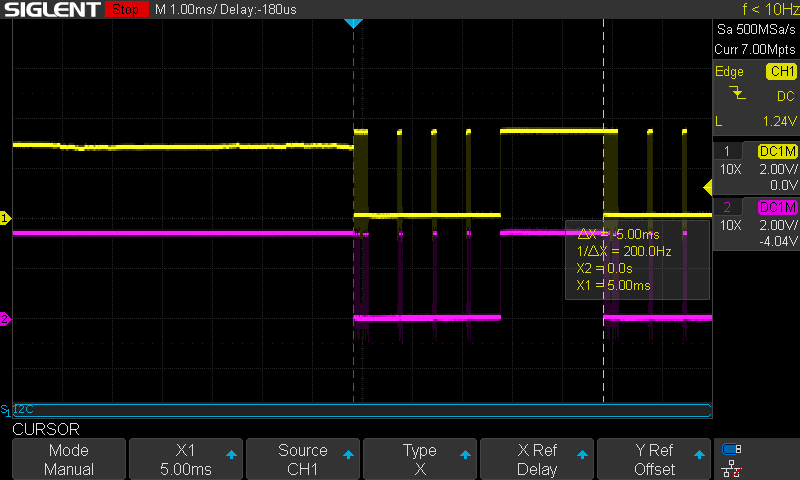 SIGLENT Stop M 1.00ms/ Delay:-180us f < 10Hz
Sa 500MSa/s
Curr 7.00Mpts
Edge CH1
DC
L 1.24V
1 DC1M
10X 2.00V/
0.0V
2 DC1M
10X 2.00V/
-4.04V
1
ΔX = -5.00ms
1/ΔX = 200.0Hz
X2 = 0.0s
X1 = 5.00ms
2
S1 I2C
CURSOR
Mode Manual
X1 5.00ms
Source CH1
Type X
X Ref Delay
Y Ref Offset